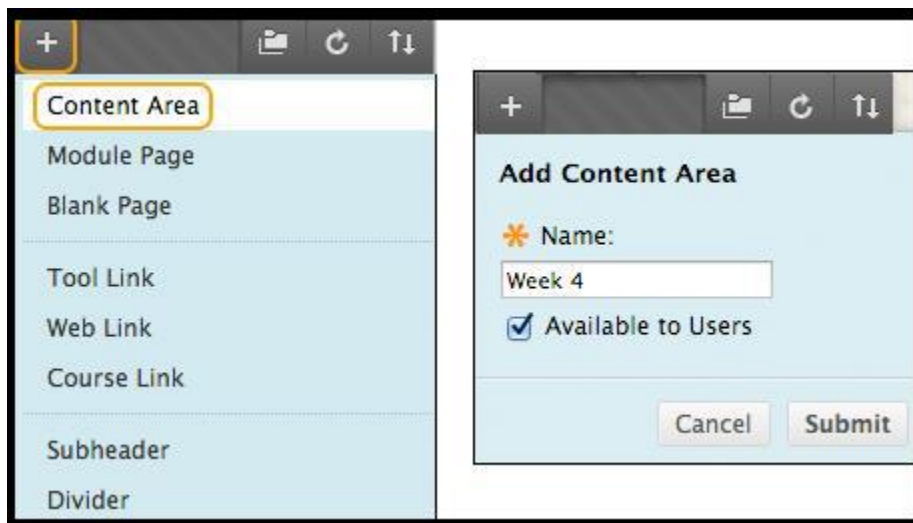 Content Area
Module Page
Blank Page
Tool Link
Web Link
Course Link
Subheader
Divider
Add Content Area
Name:
Week 4
Available to Users
Cancel Submit